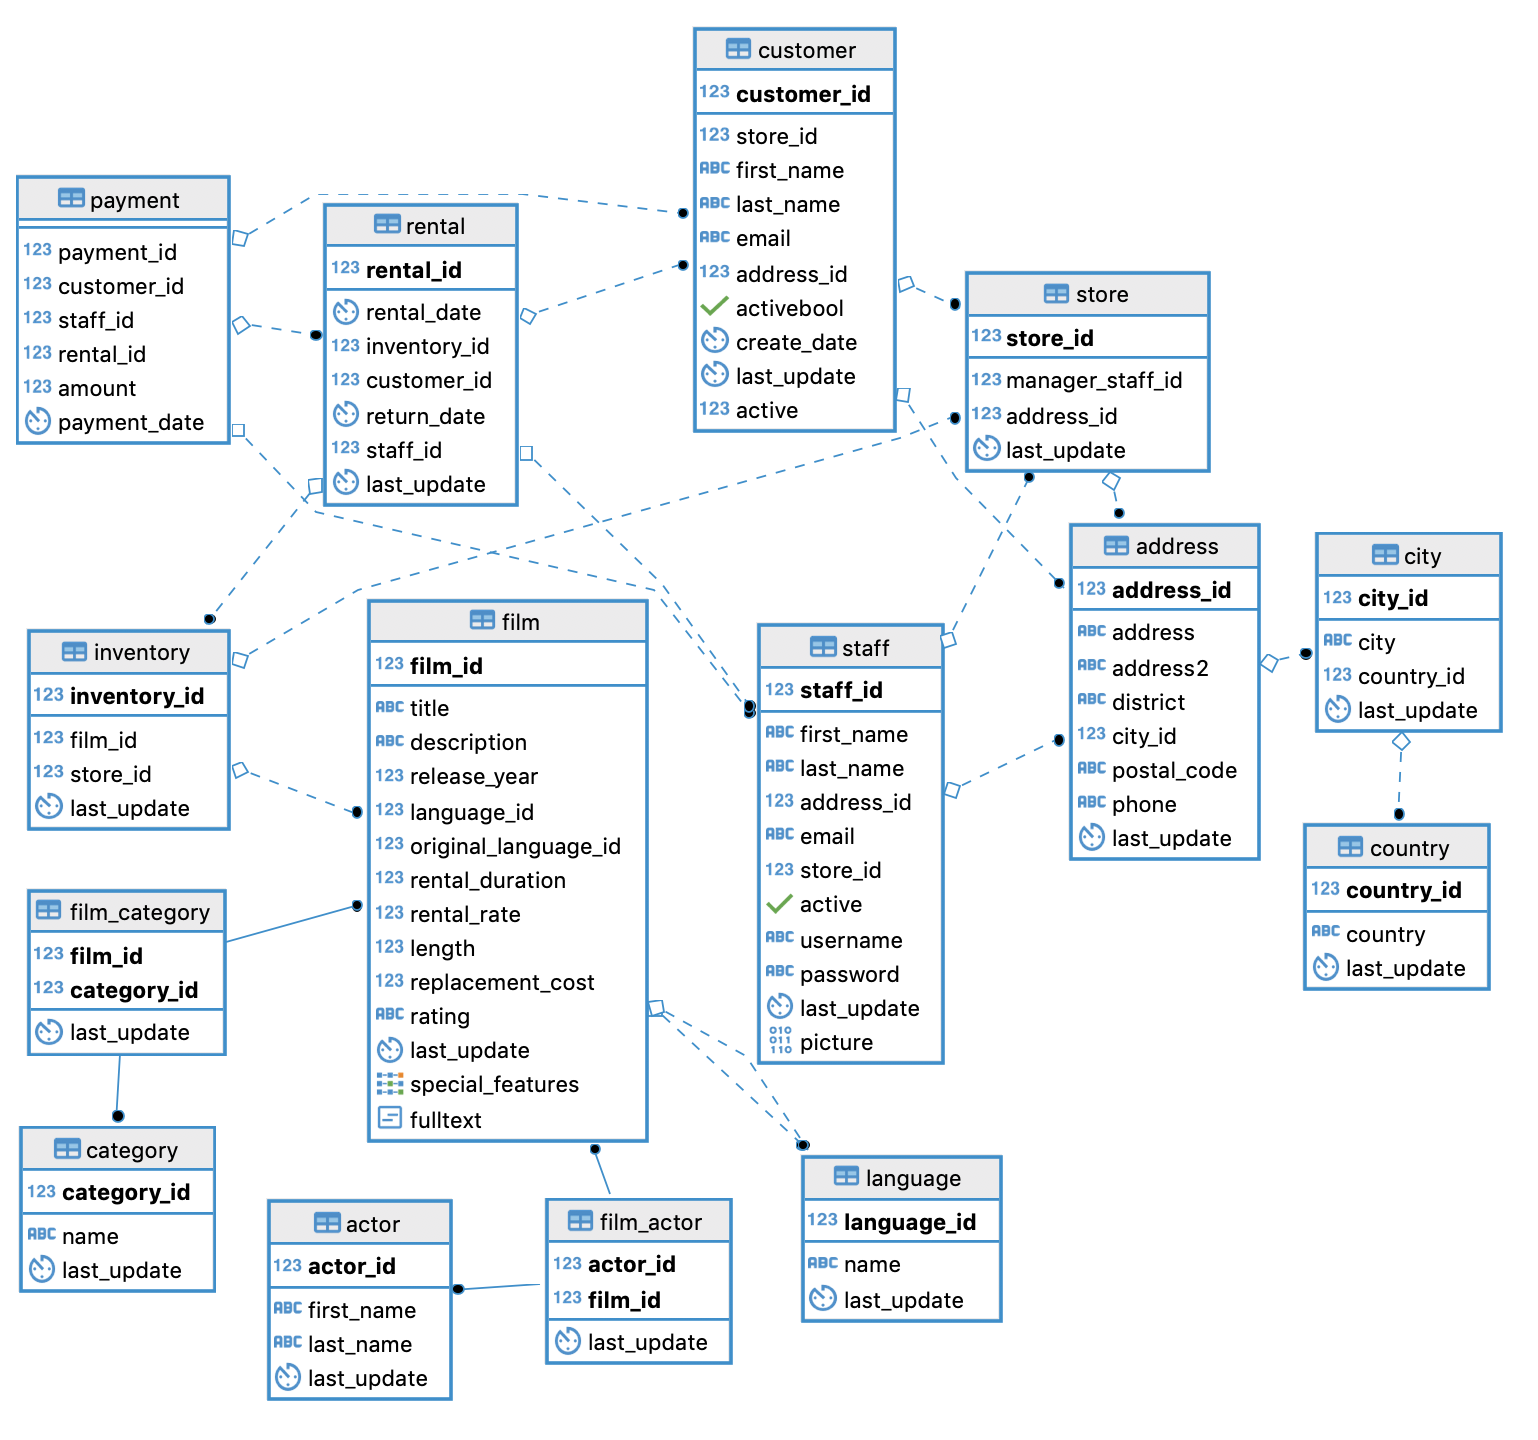 customer
123 customer_id
123 store_id
ABC first_name
ABC last_name
ABC email
123 address_id
activebool
create_date
last_update
123 active
payment
123 payment_id
123 customer_id
123 staff_id
123 rental_id
123 amount
payment_date
rental
123 rental_id
rental_date
123 inventory_id
123 customer_id
return_date
123 staff_id
last_update
store
123 store_id
123 manager_staff_id
123 address_id
last_update
address
123 address_id
ABC address
ABC address2
ABC district
123 city_id
ABC postal_code
ABC phone
last_update
city
123 city_id
ABC city
123 country_id
last_update
inventory
123 inventory_id
123 film_id
123 store_id
last_update
film
123 film_id
ABC title
ABC description
123 release_year
123 language_id
123 original_language_id
123 rental_duration
123 rental_rate
123 length
123 replacement_cost
ABC rating
last_update
special_features
fulltext
staff
123 staff_id
ABC first_name
ABC last_name
123 address_id
ABC email
123 store_id
active
ABC username
ABC password
last_update
010
011
110 picture
country
123 country_id
ABC country
last_update
film_category
123 film_id
123 category_id
last_update
category
123 category_id
ABC name
last_update
actor
123 actor_id
ABC first_name
ABC last_name
last_update
film_actor
123 actor_id
123 film_id
last_update
language
123 language_id
ABC name
last_update